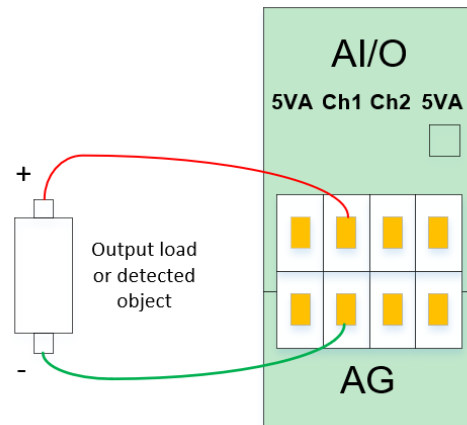 AI/O
5VA Ch1 Ch2 5VA
+
Output load
or detected
object
-
AG